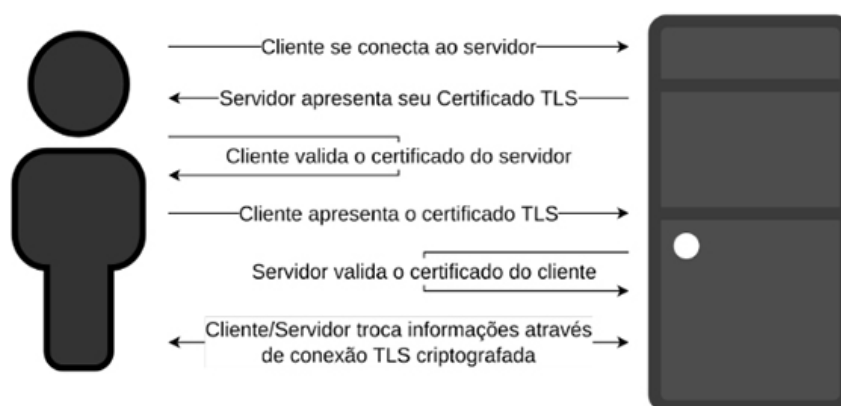 Cliente se conecta ao servidor
Servidor apresenta seu Certificado TLS
Cliente valida o certificado do servidor
Cliente apresenta o certificado TLS
Servidor valida o certificado do cliente
Cliente/Servidor troca informações através
de conexão TLS criptografada